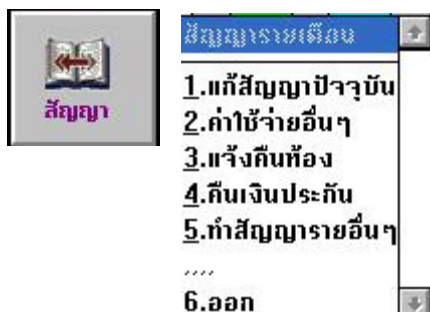 สัญญา
สัญญารายเดือน
1.แก้สัญญาปัจจุบัน
2.ค่าใช้จ่ายอื่นๆ
3.แจ้งคืนห้อง
4.คืนเงินประกัน
5.ทำสัญญารายอื่นๆ
....
6.ออก